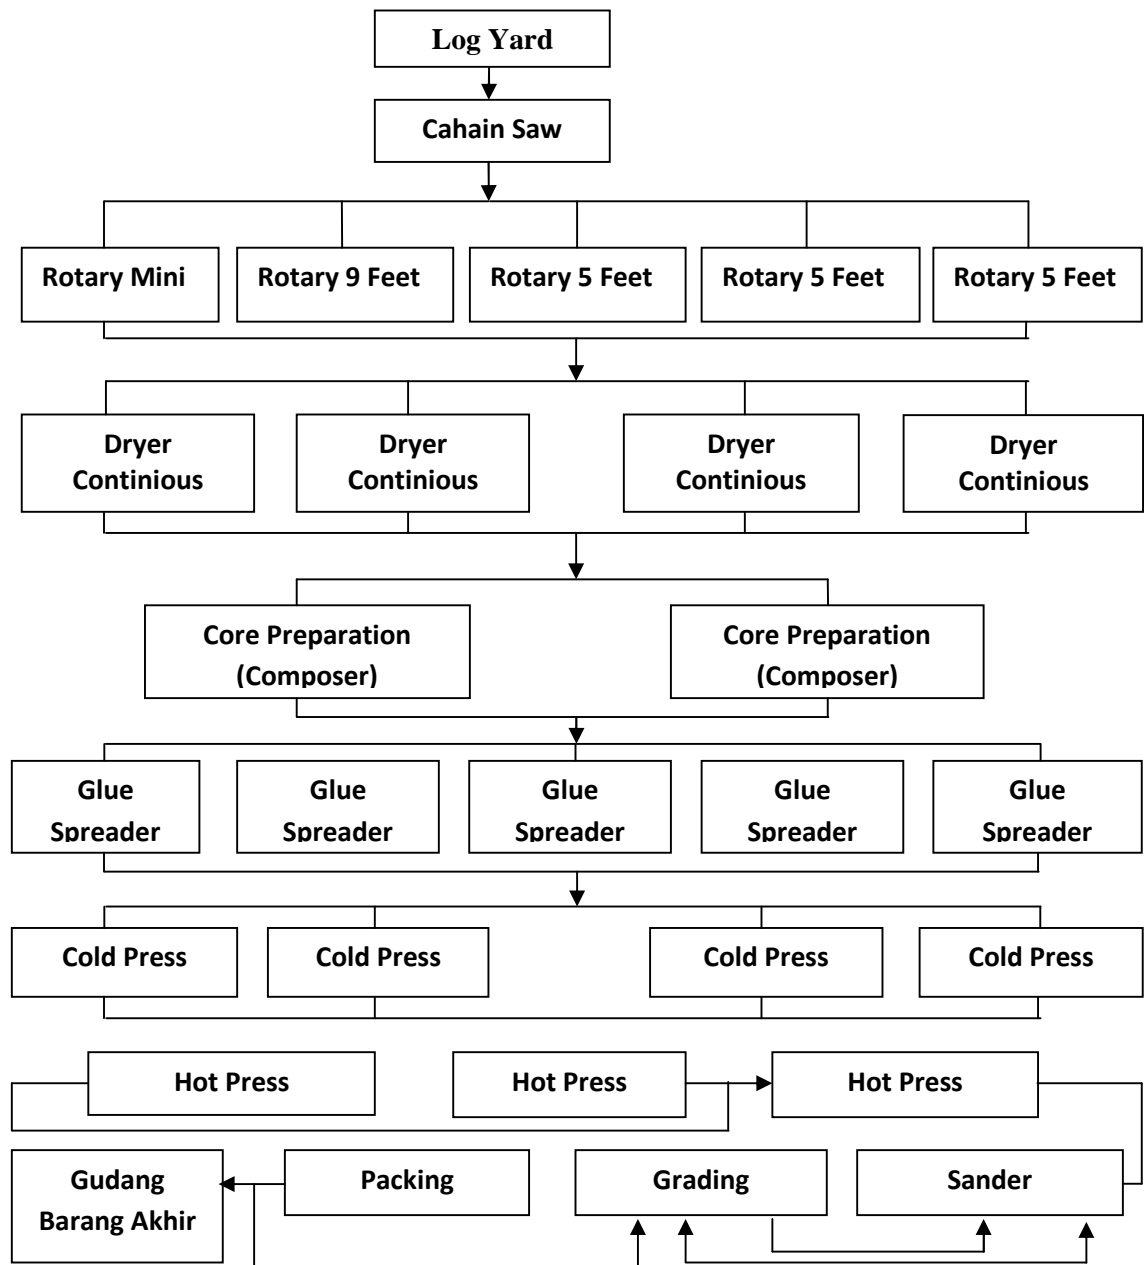 Log Yard
Cahain Saw
Rotary Mini
Rotary 9 Feet
Rotary 5 Feet
Rotary 5 Feet
Rotary 5 Feet
Dryer
Continious
Dryer
Continious
Dryer
Continious
Dryer
Continious
Core Preparation
(Composer)
Core Preparation
(Composer)
Glue
Spreader
Glue
Spreader
Glue
Spreader
Glue
Spreader
Glue
Spreader
Cold Press
Cold Press
Cold Press
Cold Press
Hot Press
Hot Press
Hot Press
Gudang
Barang Akhir
Packing
Grading
Sander